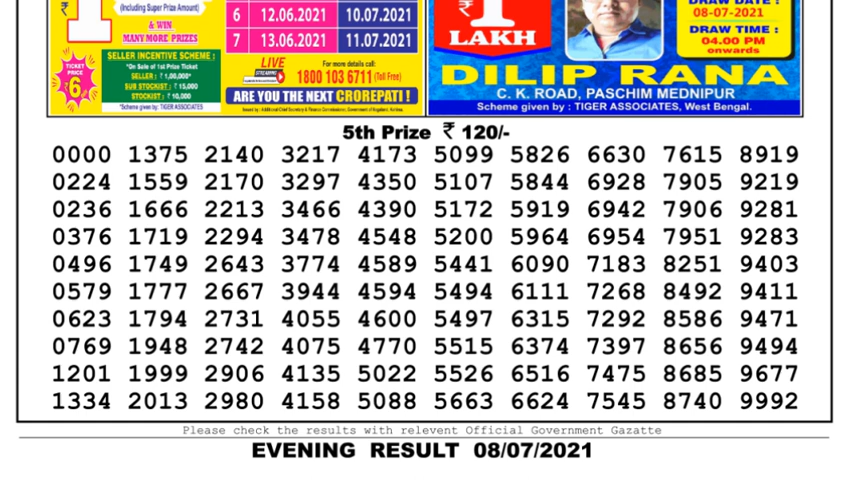 ₹ 1
(Including Super Prize Amount)
& WIN
MANY MORE PRIZES
TICKET
PRICE
₹ 6
SELLER INCENTIVE SCHEME :
*On Sale of 1st Prize Ticket
SELLER : ₹ 1,00,000*
SUB STOCKIST : ₹ 15,000
STOCKIST : ₹ 10,000
*Scheme given by: TIGER ASSOCIATES
6 12.06.2021 10.07.2021
7 13.06.2021 11.07.2021
LIVE
STREAMING
For more details call:
1800 103 6711 (Toll Free)
ARE YOU THE NEXT CROREPATI !
₹ 1
LAKH
DRAW DATE :
08-07-2021
DRAW TIME :
04.00 PM
onwards
DILIP RANA
C. K. ROAD, PASCHIM MEDNIPUR
Scheme given by : TIGER ASSOCIATES, West Bengal.
5th Prize ₹ 120/-
0000 1375 2140 3217 4173 5099 5826 6630 7615 8919
0224 1559 2170 3297 4350 5107 5844 6928 7905 9219
0236 1666 2213 3466 4390 5172 5919 6942 7906 9281
0376 1719 2294 3478 4548 5200 5964 6954 7951 9283
0496 1749 2643 3774 4589 5441 6090 7183 8251 9403
0579 1777 2667 3944 4594 5494 6111 7268 8492 9411
0623 1794 2731 4055 4600 5497 6315 7292 8586 9471
0769 1948 2742 4075 4770 5515 6374 7397 8656 9494
1201 1999 2906 4135 5022 5526 6516 7475 8685 9677
1334 2013 2980 4158 5088 5663 6624 7545 8740 9992
Please check the results with relevent Official Government Gazatte
EVENING RESULT 08/07/2021